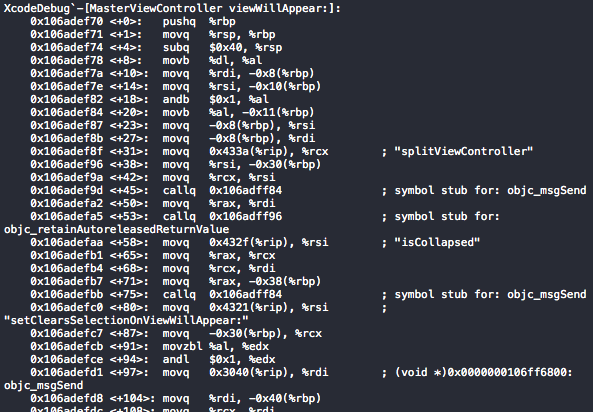 XcodeDebug`-[MasterViewController viewWillAppear:]:
0x106adef70 <+0>: pushq %rbp
0x106adef71 <+1>: movq %rsp, %rbp
0x106adef74 <+4>: subq $0x40, %rsp
0x106adef78 <+8>: movb %dl, %al
0x106adef7a <+10>: movq %rdi, -0x8(%rbp)
0x106adef7e <+14>: movq %rsi, -0x10(%rbp)
0x106adef82 <+18>: andb $0x1, %al
0x106adef84 <+20>: movb %al, -0x11(%rbp)
0x106adef87 <+23>: movq -0x8(%rbp), %rsi
0x106adef8b <+27>: movq -0x8(%rbp), %rdi
0x106adef8f <+31>: movq 0x433a(%rip), %rcx ; "splitViewController"
0x106adef96 <+38>: movq %rsi, -0x30(%rbp)
0x106adef9a <+42>: movq %rcx, %rsi
0x106adef9d <+45>: callq 0x106adff84 ; symbol stub for: objc_msgSend
0x106adefa2 <+50>: movq %rax, %rdi
0x106adefa5 <+53>: callq 0x106adff96 ; symbol stub for:
objc_retainAutoreleasedReturnValue
0x106adefaa <+58>: movq 0x432f(%rip), %rsi ; "isCollapsed"
0x106adefb1 <+65>: movq %rax, %rcx
0x106adefb4 <+68>: movq %rcx, %rdi
0x106adefb7 <+71>: movq %rax, -0x38(%rbp)
0x106adefbb <+75>: callq 0x106adff84 ; symbol stub for: objc_msgSend
0x106adefc0 <+80>: movq 0x4321(%rip), %rsi ;
"setClearsSelectionOnViewWillAppear:"
0x106adefc7 <+87>: movq -0x30(%rbp), %rcx
0x106adefcb <+91>: movzbl %al, %edx
0x106adefce <+94>: andl $0x1, %edx
0x106adefd1 <+97>: movq 0x3040(%rip), %rdi ; (void *)0x0000000106ff6800:
objc_msgSend
0x106adefd8 <+104>: movq %rdi, -0x40(%rbp)
0x106adefdc <+108>: movq %rcx, %rdi